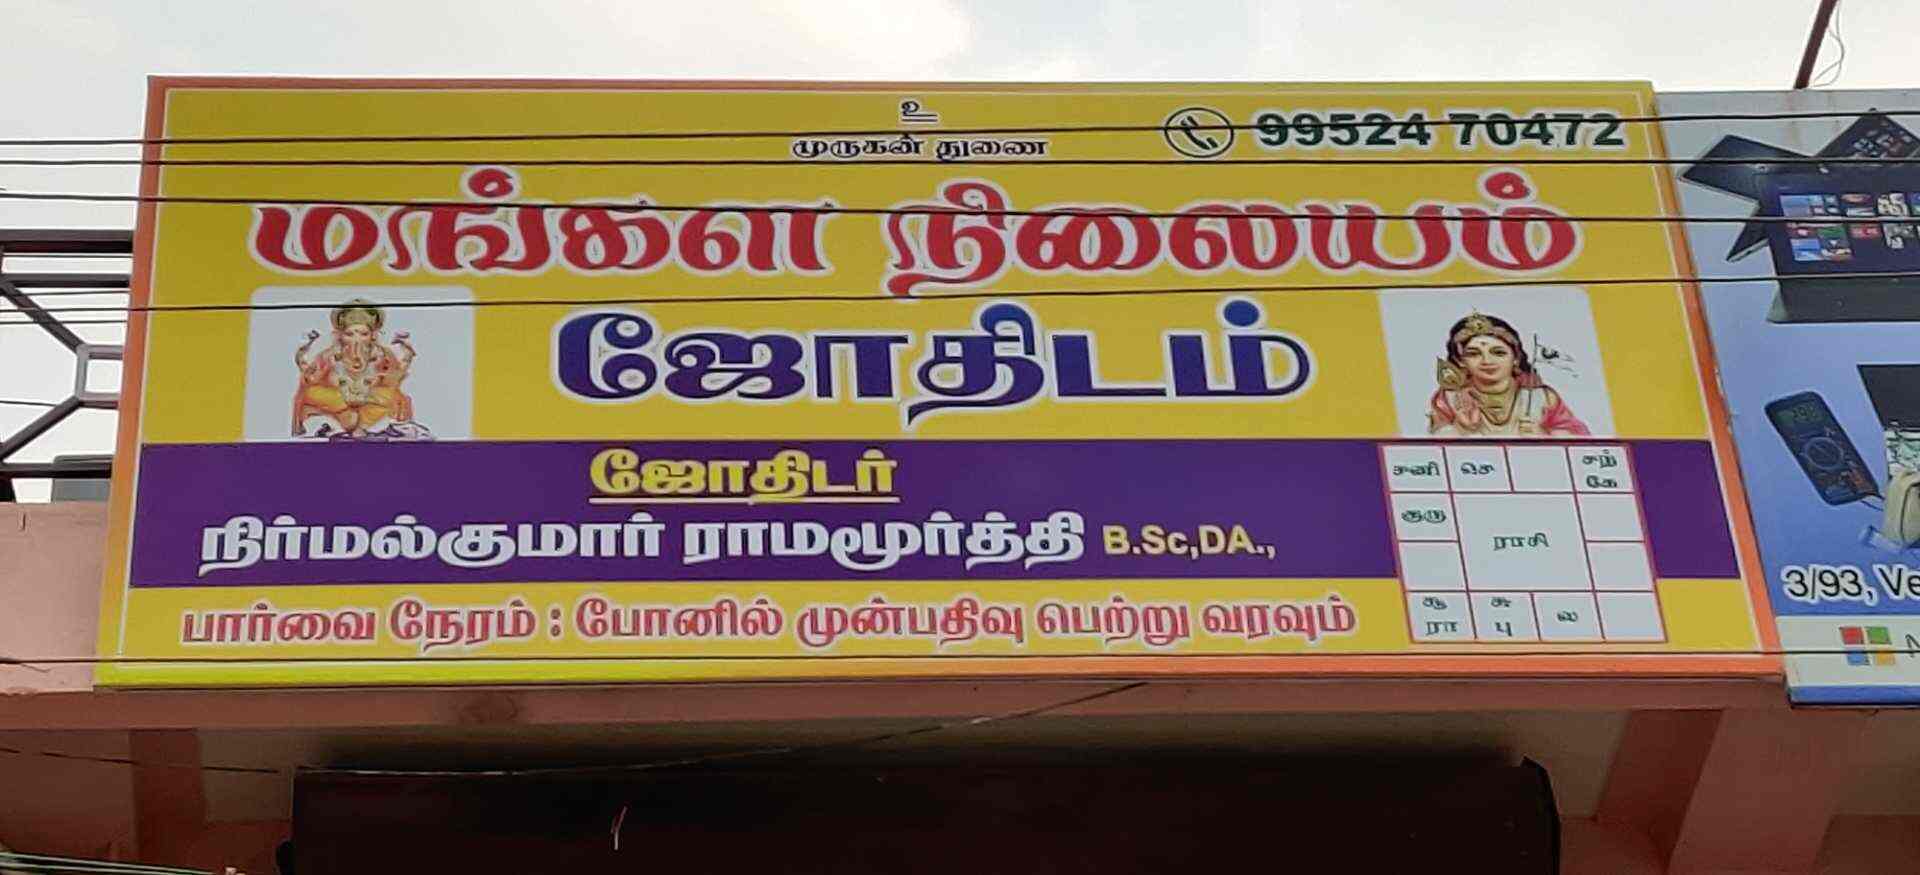 உ
முருகன் துணை
99524 70472
மங்கள நிலையம்
ஜோதிடம்
ஜோதிடர்
நிர்மல்குமார் ராமமூர்த்தி B.Sc,DA.,
பார்வை நேரம் : போனில் முன்பதிவு பெற்று வரவும்
சனி செ சந்
கே
குரு
ராசி
சூ சு ல
ரா பு
3/93, Ve